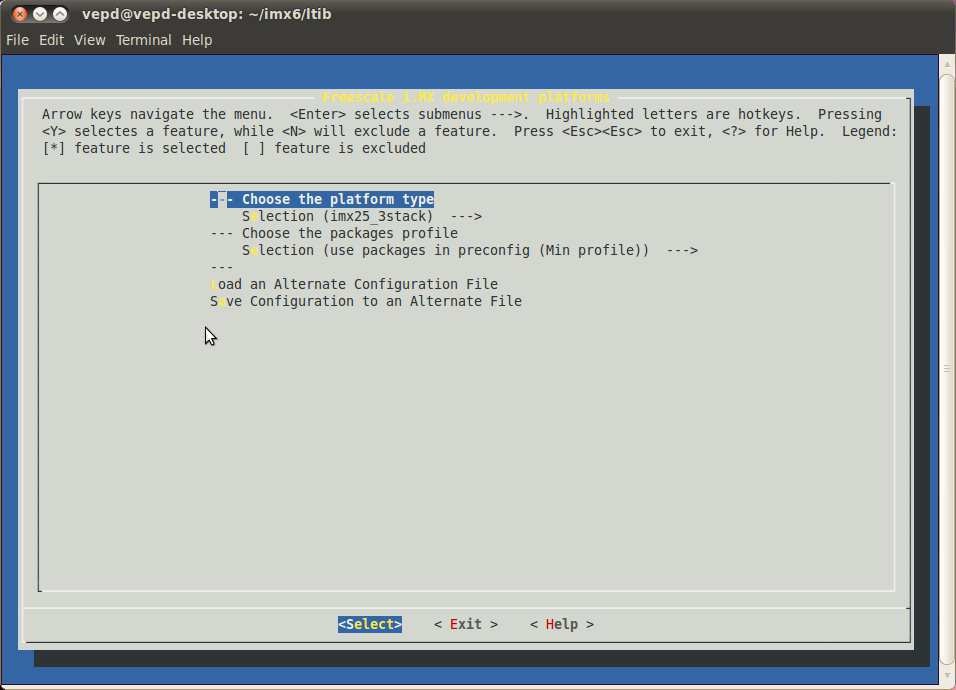 vepd@vepd-desktop: ~/imx6/ltib
File Edit View Terminal Help
Freescale i.MX development platforms
Arrow keys navigate the menu. <Enter> selects submenus --->. Highlighted letters are hotkeys. Pressing
<Y> selectes a feature, while <N> will exclude a feature. Press <Esc><Esc> to exit, <?> for Help. Legend:
[*] feature is selected [ ] feature is excluded
--- Choose the platform type
Selection (imx25_3stack) --->
--- Choose the packages profile
Selection (use packages in preconfig (Min profile)) --->
---
Load an Alternate Configuration File
Save Configuration to an Alternate File
<Select> < Exit > < Help >